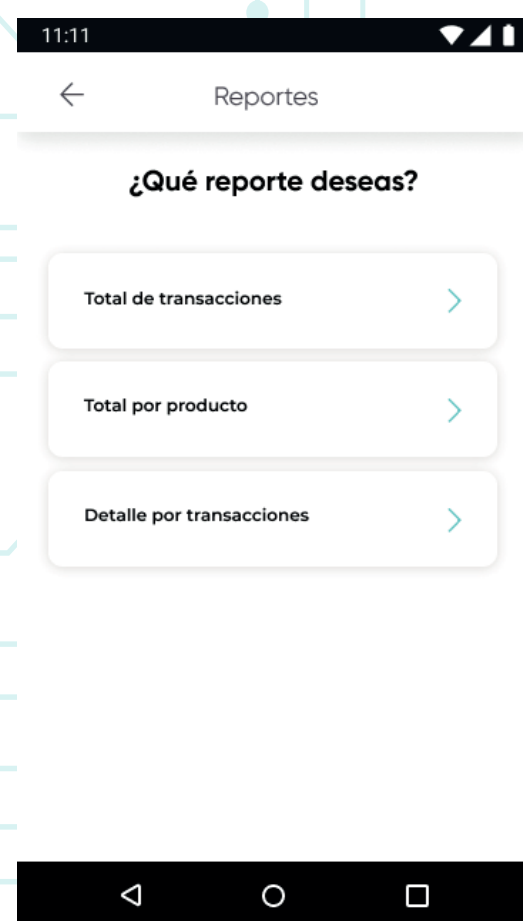 11:11
Reportes
¿Qué reporte deseas?
Total de transacciones
Total por producto
Detalle por transacciones